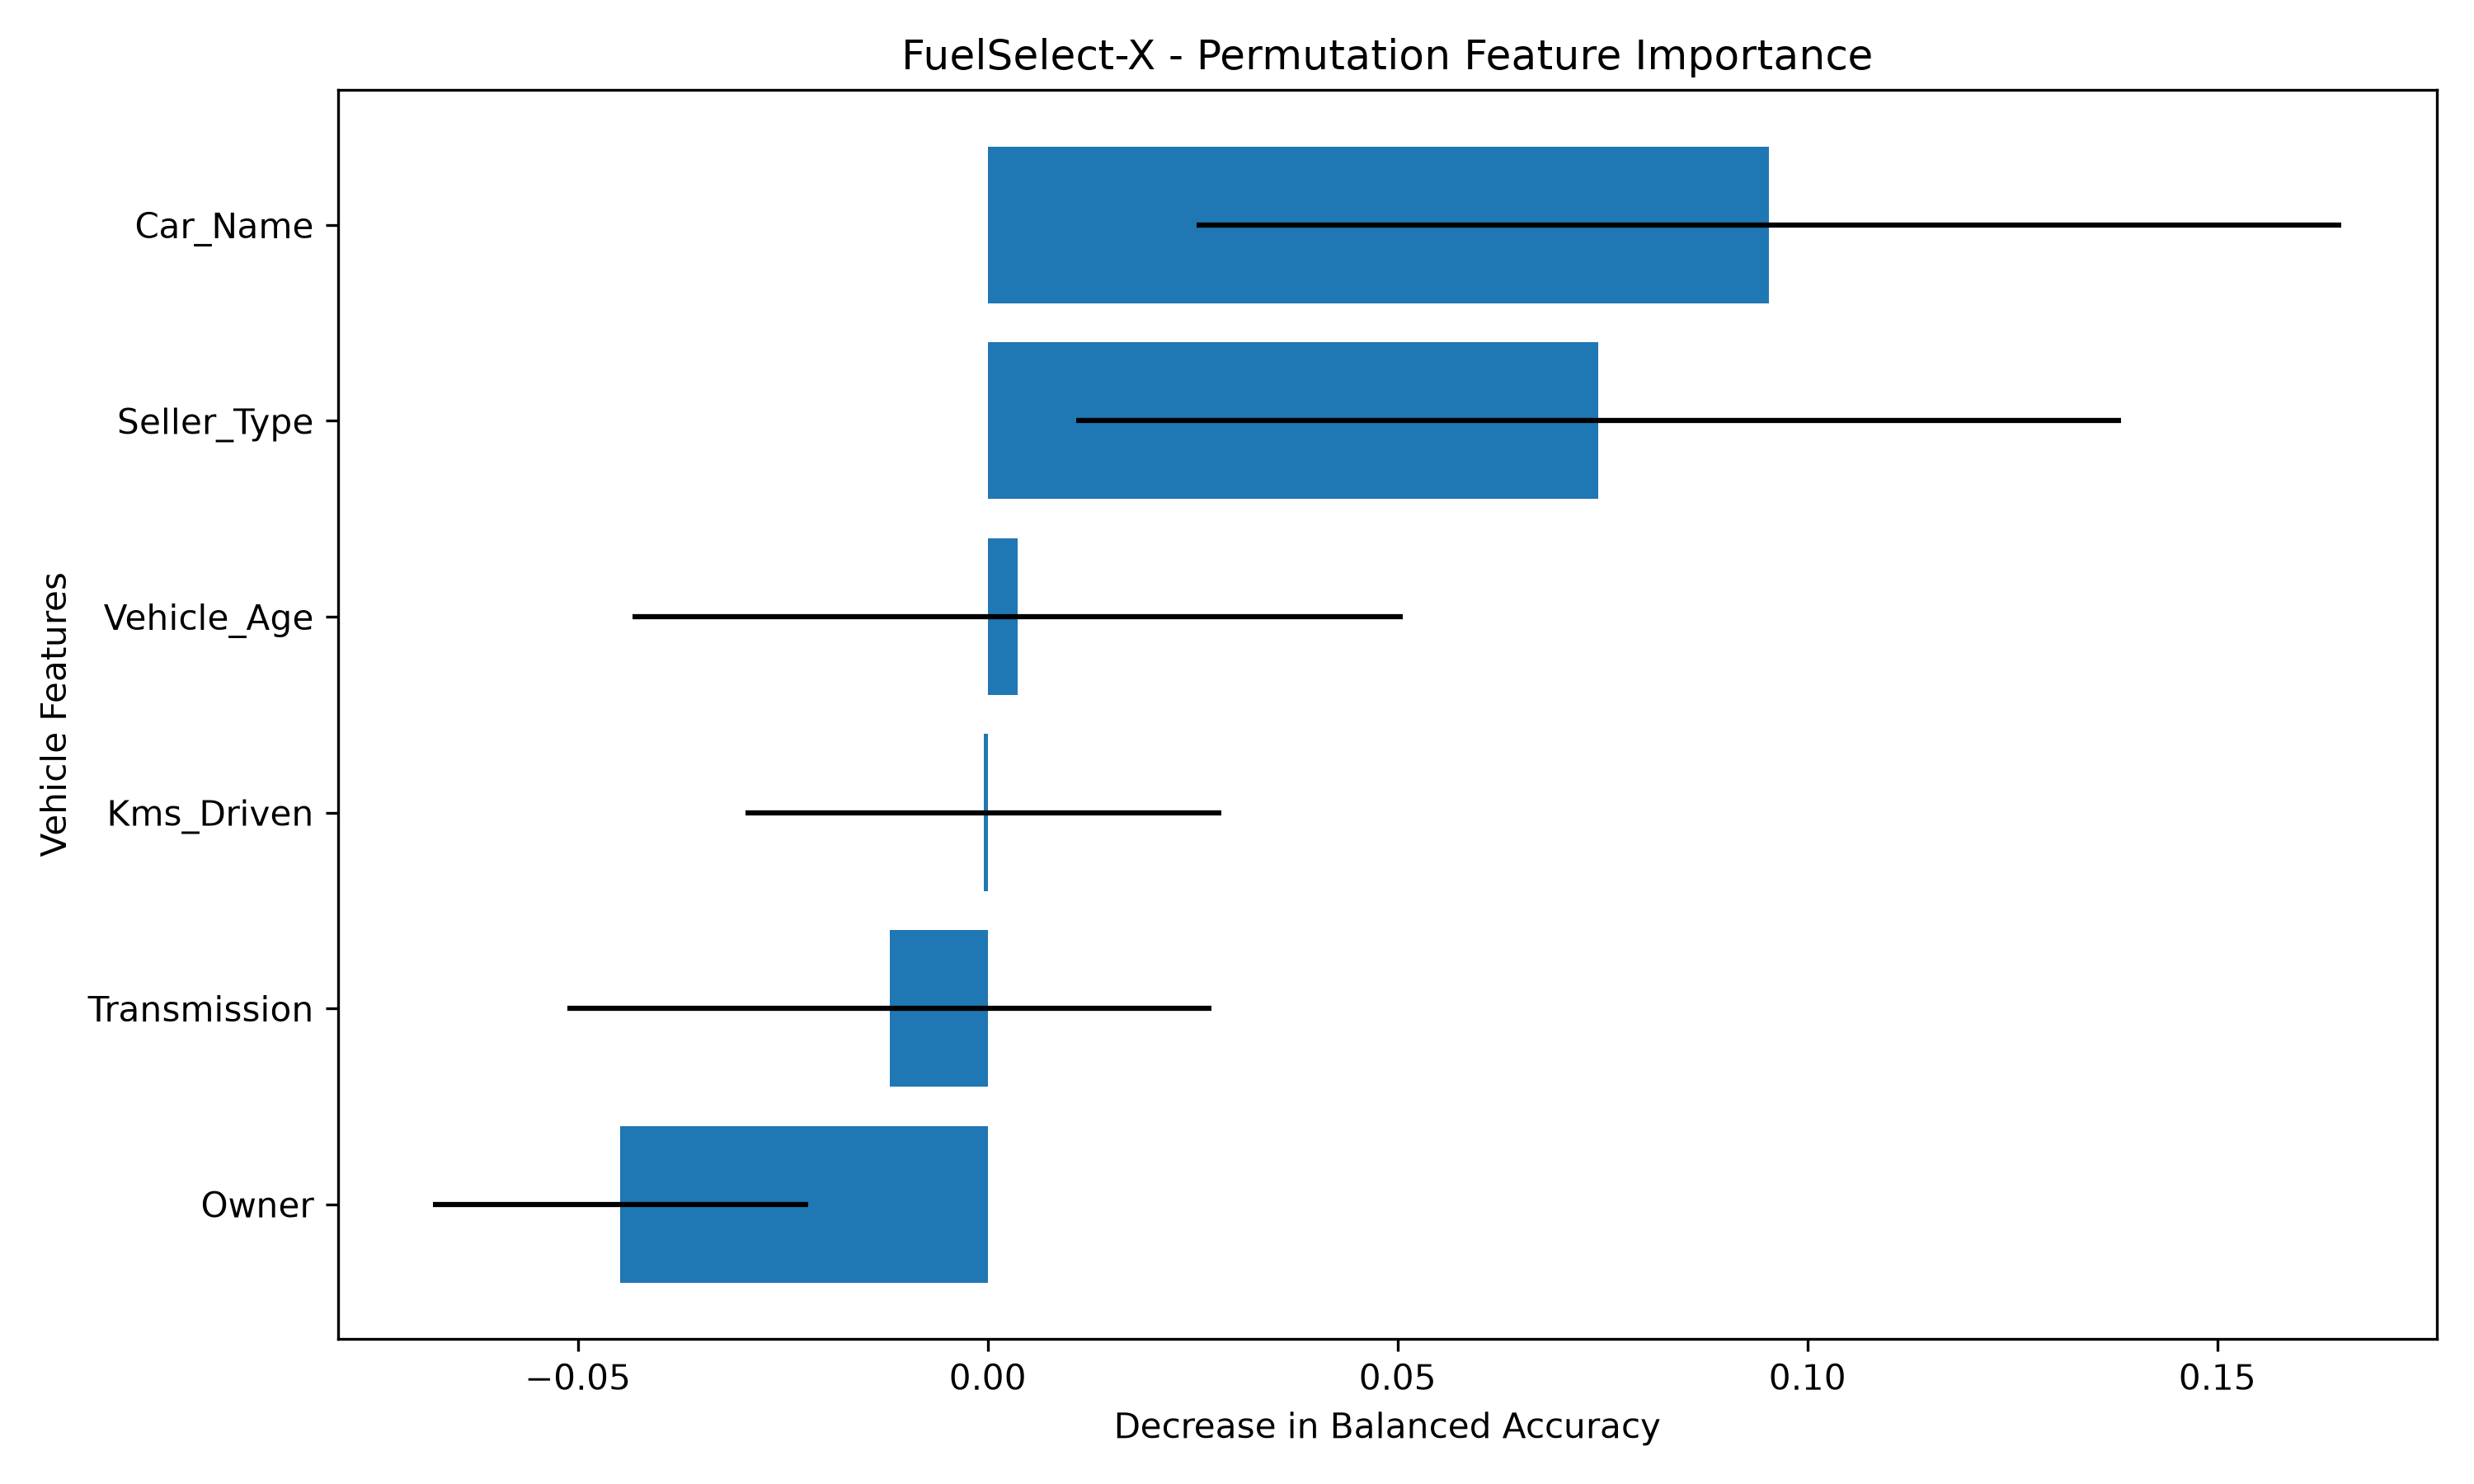 FuelSelect-X - Permutation Feature Importance
Vehicle Features
Car_Name
Seller_Type
Vehicle_Age
Kms_Driven
Transmission
Owner
−0.05 0.00 0.05 0.10 0.15
Decrease in Balanced Accuracy